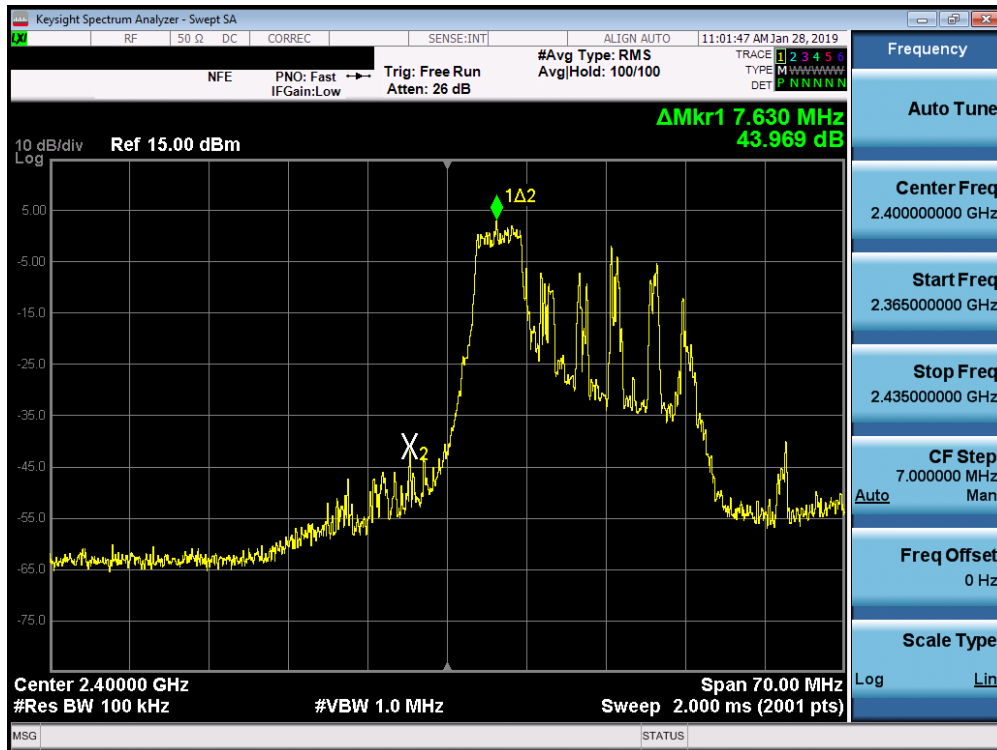 Keysight Spectrum Analyzer - Swept SA
LXI RF 50 Ω DC CORREC SENSE:INT ALIGN AUTO 11:01:47 AM Jan 28, 2019
NFE PNO: Fast Trig: Free Run #Avg Type: RMS TRACE 1 2 3 4 5 6
IFGain:Low Atten: 26 dB Avg|Hold: 100/100 TYPE M WWWWW
DET P N N N N N
ΔMkr1 7.630 MHz
43.969 dB
10 dB/div Ref 15.00 dBm
Log
1Δ2
5.00
-5.00
-15.0
-25.0
-35.0
X2
-45.0
-55.0
-65.0
-75.0
Center 2.40000 GHz Span 70.00 MHz
#Res BW 100 kHz #VBW 1.0 MHz Sweep 2.000 ms (2001 pts)
MSG STATUS
Frequency
Auto Tune
Center Freq
2.400000000 GHz
Start Freq
2.365000000 GHz
Stop Freq
2.435000000 GHz
CF Step
7.000000 MHz
Auto Man
Freq Offset
0 Hz
Scale Type
Log Lin